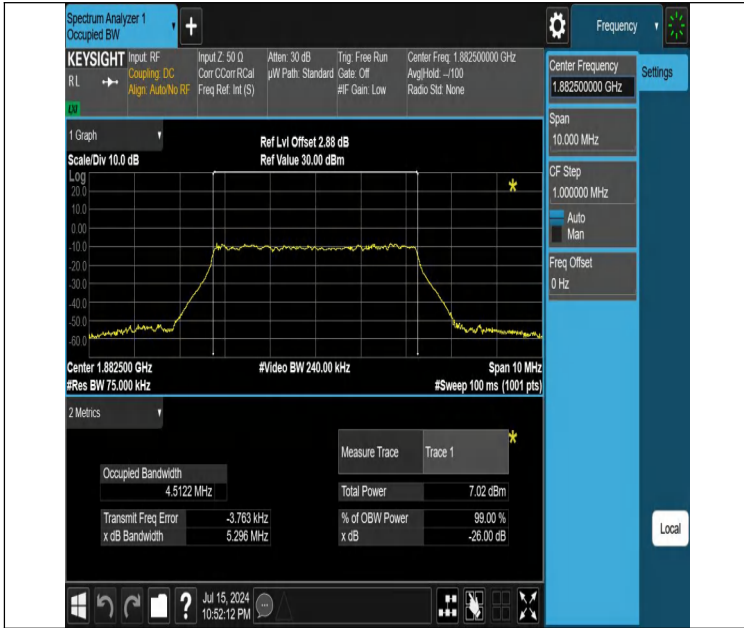 Spectrum Analyzer 1
Occupied BW
Frequency
KEYSIGHT
RL
LXI
Input: RF
Coupling: DC
Align: Auto/No RF
Input Z: 50 Ω
Corr CCorr RCal
Freq Ref: Int (S)
Atten: 30 dB
µW Path: Standard
Trig: Free Run
Gate: Off
#IF Gain: Low
Center Freq: 1.882500000 GHz
Avg|Hold: --/100
Radio Std: None
Center Frequency
1.882500000 GHz
Settings
Span
10.000 MHz
CF Step
1.000000 MHz
Auto
Man
Freq Offset
0 Hz
1 Graph
Scale/Div 10.0 dB
Ref Lvl Offset 2.88 dB
Ref Value 30.00 dBm
Log
20.0
10.0
0.00
-10.0
-20.0
-30.0
-40.0
-50.0
-60.0
Center 1.882500 GHz
#Video BW 240.00 kHz
Span 10 MHz
#Res BW 75.000 kHz
#Sweep 100 ms (1001 pts)
2 Metrics
Measure Trace Trace 1
Occupied Bandwidth
4.5122 MHz
Total Power 7.02 dBm
Transmit Freq Error -3.763 kHz
% of OBW Power 99.00 %
x dB Bandwidth 5.296 MHz
x dB -26.00 dB
Local
Jul 15, 2024
10:52:12 PM